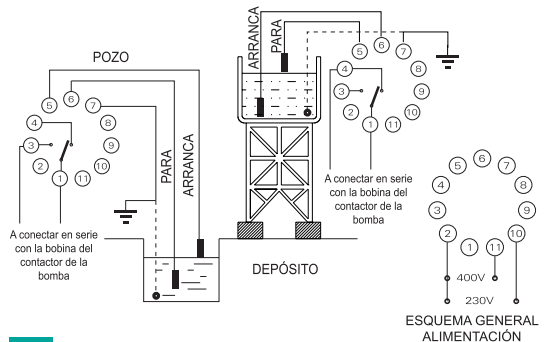 POZO
5
6
7
4
8
3
9
2
10
1
11
PARA
ARRANCA
A conectar en serie
con la bobina del
contactor de la
bomba
ARRANCA
PARA
5
6
7
4
8
3
9
10
1
11
A conectar en serie
con la bobina del
contactor de la
bomba
DEPÓSITO
6
5
7
4
8
3
9
2
10
1
11
400V
230V
ESQUEMA GENERAL
ALIMENTACIÓN